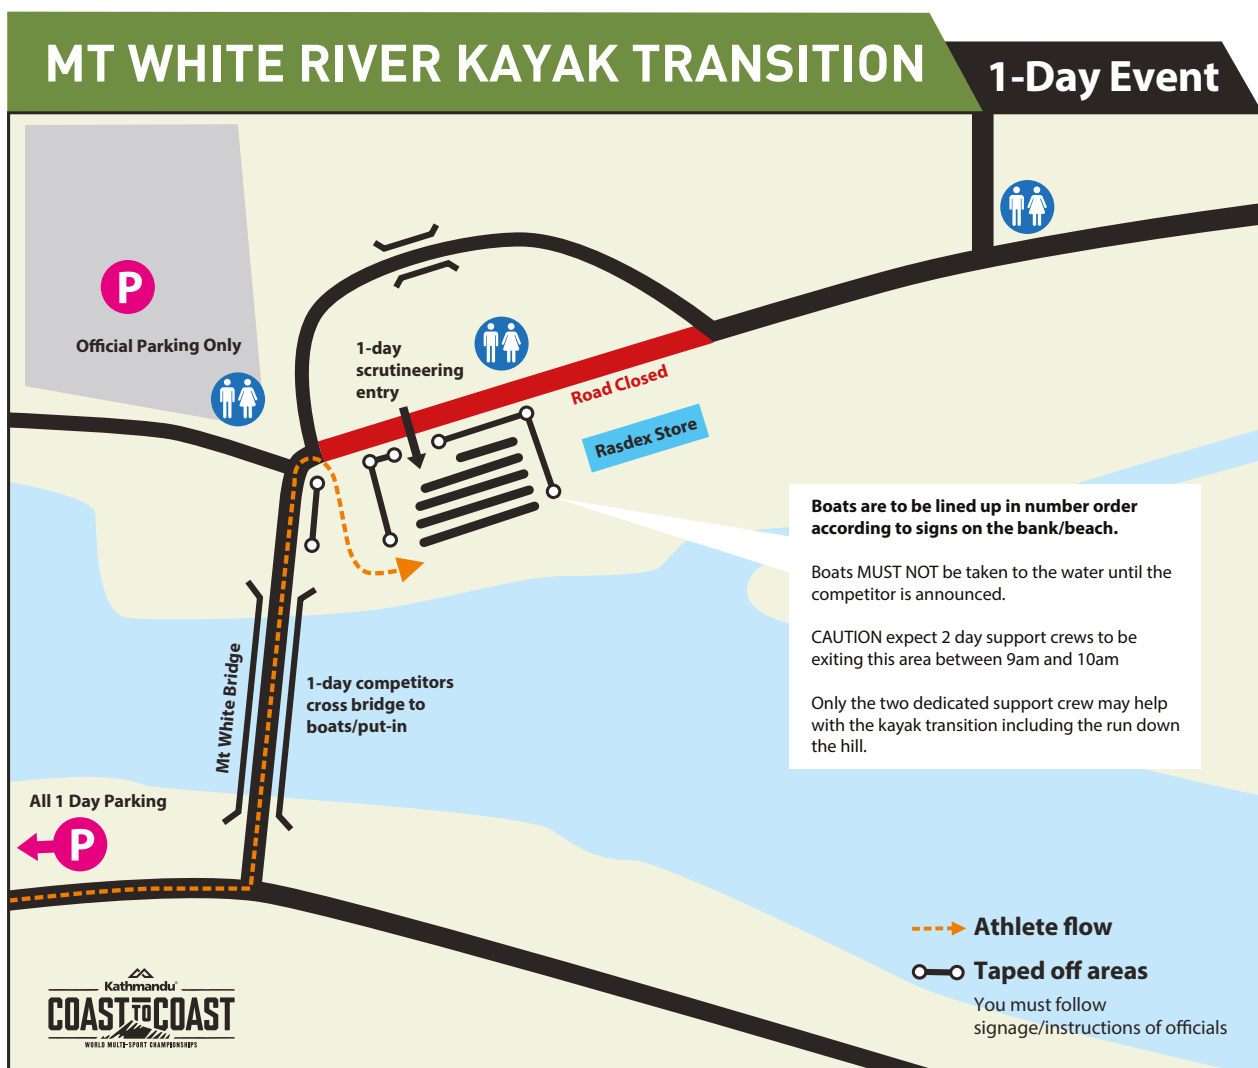 MT WHITE RIVER KAYAK TRANSITION
1-Day Event
P
Official Parking Only
1-day
scrutineering
entry
Road Closed
Rasdex Store
Boats are to be lined up in number order
according to signs on the bank/beach.
Boats MUST NOT be taken to the water until the
competitor is announced.
CAUTION expect 2 day support crews to be
exiting this area between 9am and 10am
Only the two dedicated support crew may help
with the kayak transition including the run down
the hill.
Mt White Bridge
1-day competitors
cross bridge to
boats/put-in
All 1 Day Parking
P
Athlete flow
Taped off areas
You must follow
signage/instructions of officials
Kathmandu®
COAST TO COAST
WORLD MULTI-SPORT CHAMPIONSHIPS